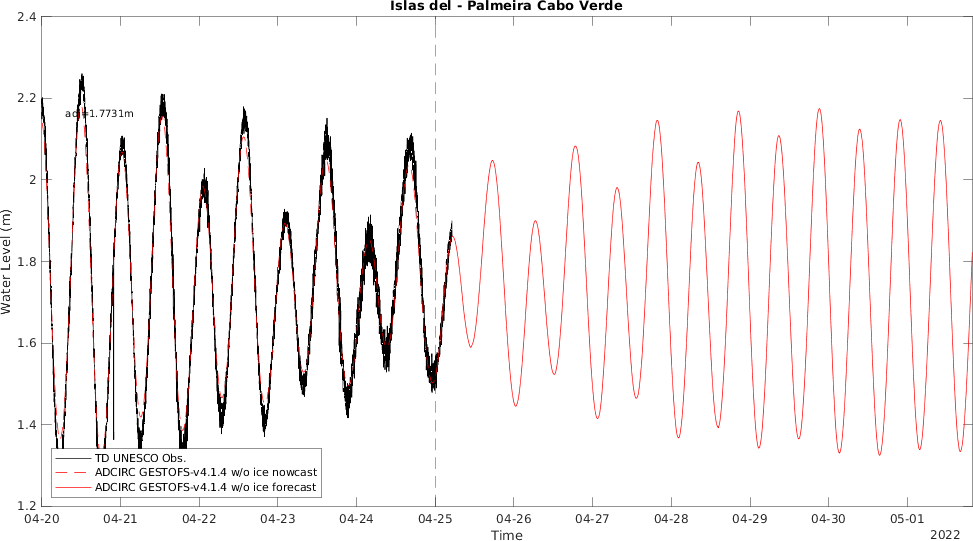 Islas del - Palmeira Cabo Verde
2.4
2.2
2
1.8
1.6
1.4
1.2
Water Level (m)
adj=1.7731m
TD UNESCO Obs.
ADCIRC GESTOFS-v4.1.4 w/o ice nowcast
ADCIRC GESTOFS-v4.1.4 w/o ice forecast
04-20 04-21 04-22 04-23 04-24 04-25 04-26 04-27 04-28 04-29 04-30 05-01
Time
2022